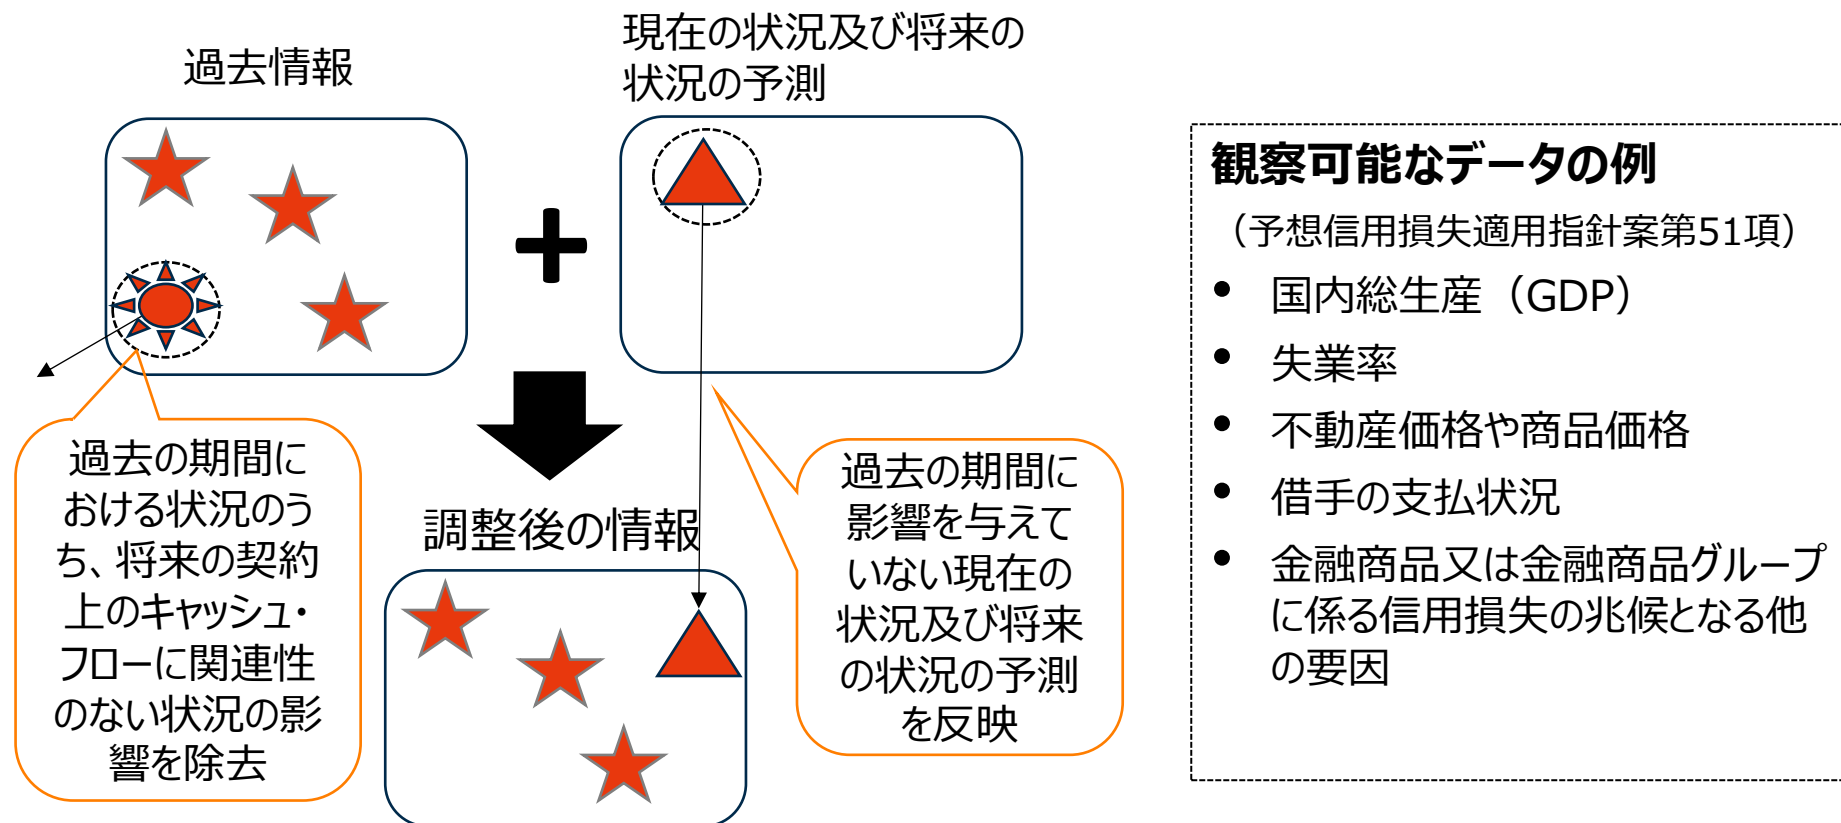 過去情報
現在の状況及び将来の
状況の予測
過去の期間に
おける状況のう
ち、将来の契約
上のキャッシュ・
フローに関連性
のない状況の影
響を除去
調整後の情報
過去の期間に
影響を与えて
いない現在の
状況及び将来
の状況の予測
を反映
観察可能なデータの例
（予想信用損失適用指針案第51項）
• 国内総生産（GDP）
• 失業率
• 不動産価格や商品価格
• 借手の支払状況
• 金融商品又は金融商品グループ
に係る信用損失の兆候となる他
の要因